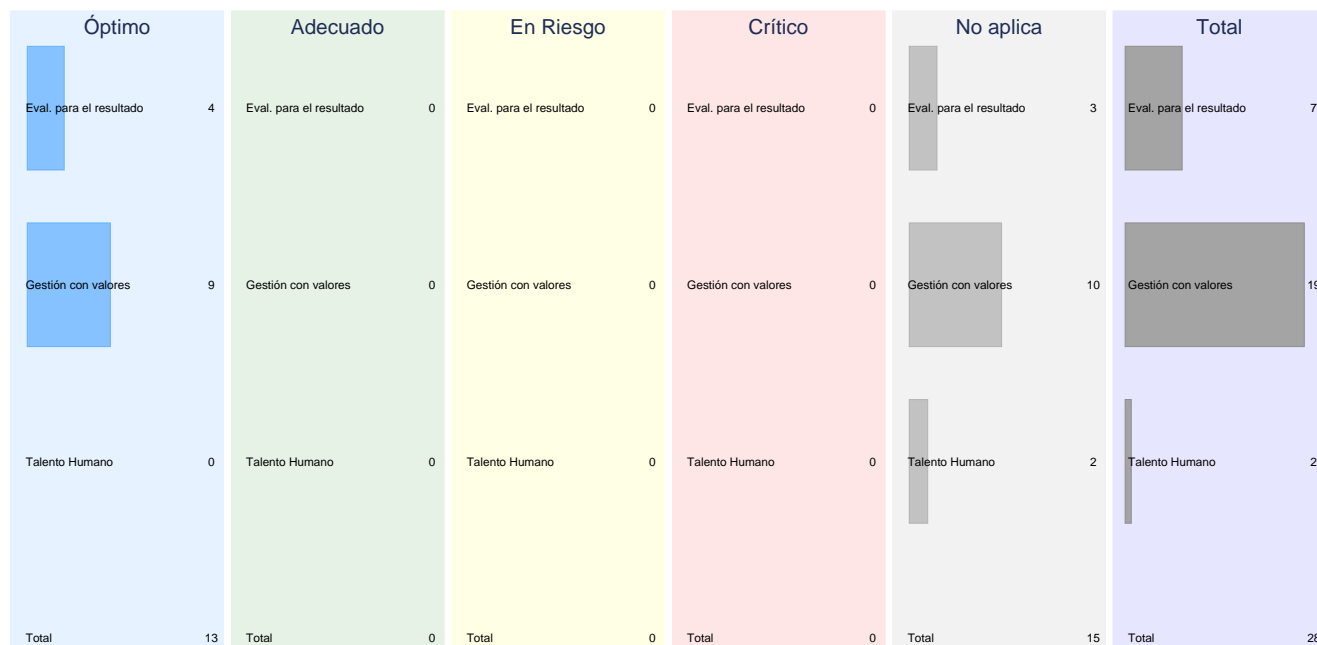 Óptimo Adecuado En Riesgo Crítico No aplica Total
Eval. para el resultado 4 Eval. para el resultado 0 Eval. para el resultado 0 Eval. para el resultado 0 Eval. para el resultado 3 Eval. para el resultado 7
Gestión con valores 9 Gestión con valores 0 Gestión con valores 0 Gestión con valores 0 Gestión con valores 10 Gestión con valores 19
Talento Humano 0 Talento Humano 0 Talento Humano 0 Talento Humano 0 Talento Humano 2 Talento Humano 2
Total 13 Total 0 Total 0 Total 0 Total 15 Total 28